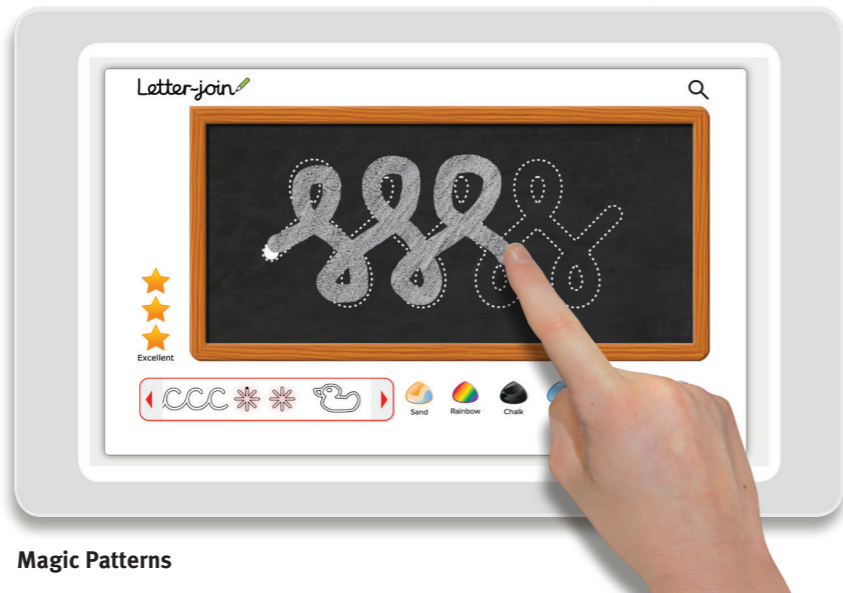 Letter-join
Excellent
Sand
Rainbow
Chalk
Magic Patterns